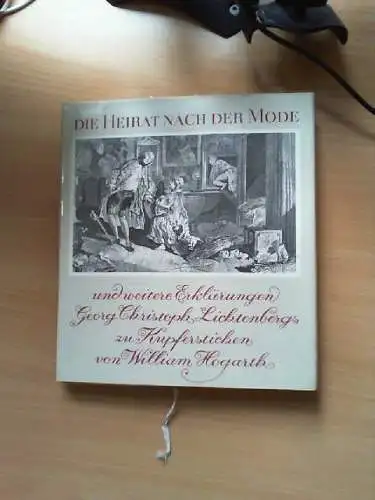 DIE HEIRAT NACH DER MODE
und weitere Erklärungen
Georg Christoph Lichtenbergs
zu Kupferstichen
von William Hogarth